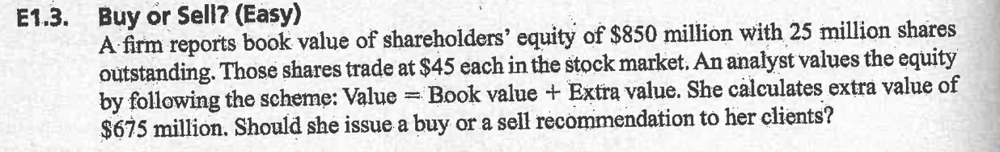 E1.3. Buy or Sell? (Easy)
A firm reports book value of shareholders' equity of $850 million with 25 million shares
outstanding. Those shares trade at $45 each in the stock market. An analyst values the equity
by following the scheme: Value = Book value + Extra value. She calculates extra value of
$675 million. Should she issue a buy or a sell recommendation to her clients?